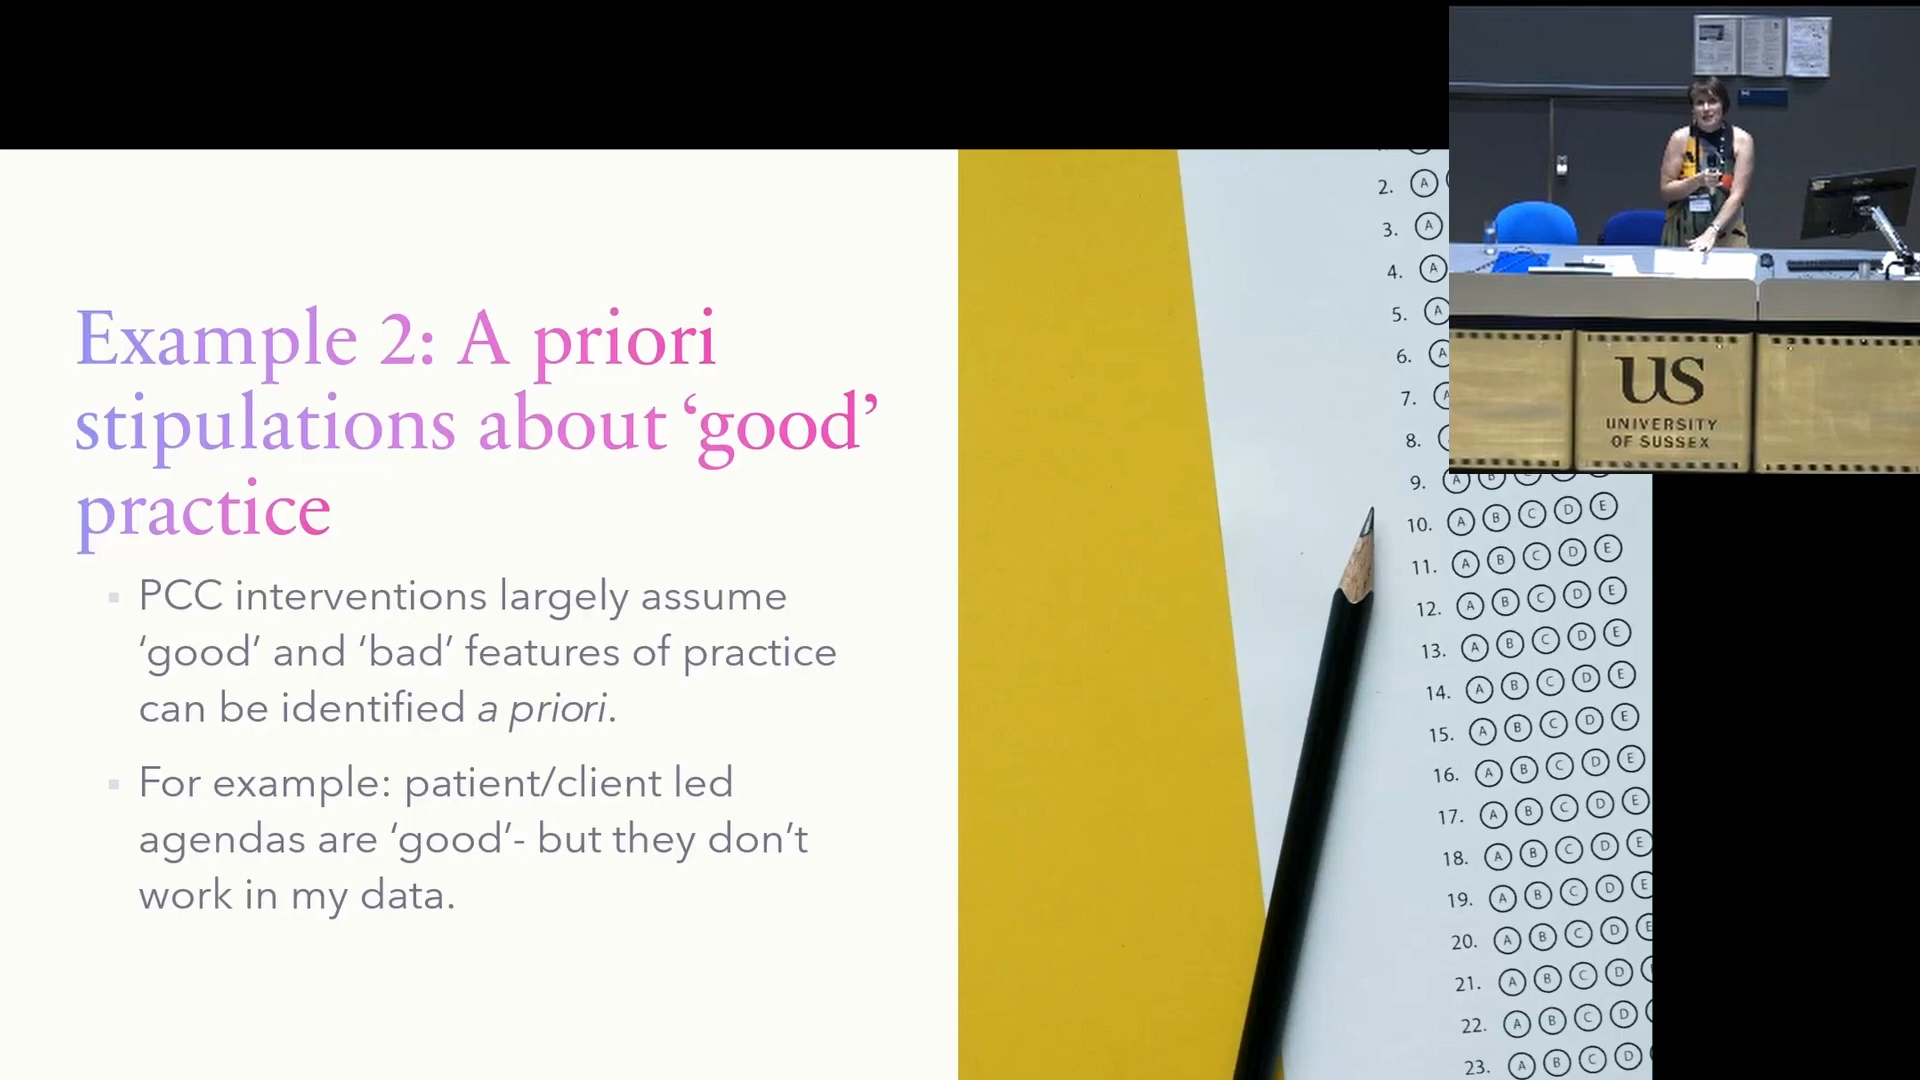 Example 2: A priori
stipulations about ‘good’
practice
▪ PCC interventions largely assume
‘good’ and ‘bad’ features of practice
can be identified a priori.
▪ For example: patient/client led
agendas are ‘good’- but they don’t
work in my data.
2. A
3. A
4. A
5. A
6. A
7. A
8.
9. A B
10. A B C D E
11. A B C D E
12. A B C D E
13. A B C D E
14. A B C D E
15. A B C D E
16. A B C D E
17. A B C D E
18. A B C D E
19. A B C D E
20. A B C D E
21. A B C D
22. A B C D
23. A B C D
US
UNIVERSITY
OF SUSSEX